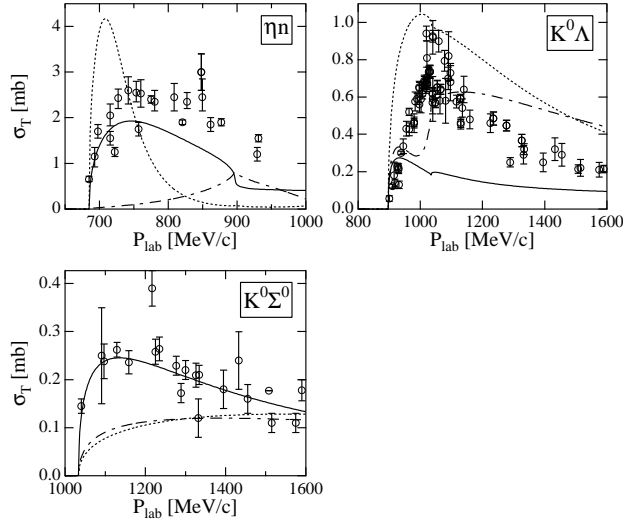 ηn
σT [mb]
5
4
3
2
1
0
700 800 900 1000
Plab [MeV/c]
K0Λ
1.0
0.8
0.6
0.4
0.2
0.0
800 1000 1200 1400 1600
Plab [MeV/c]
K0Σ0
σT [mb]
0.4
0.3
0.2
0.1
0.0
1000 1200 1400 1600
Plab [MeV/c]